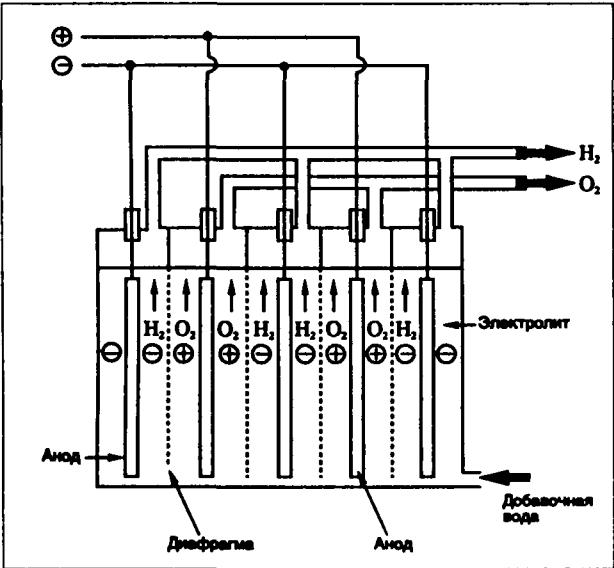 ⊕
⊖
H₂
O₂
H₂ O₂ O₂ H₂ H₂ O₂ O₂ H₂
Электролит
⊖ ⊖ ⊕ ⊕ ⊖ ⊖ ⊕ ⊕ ⊖ ⊖
Анод
Добавочная
вода
Диафрагма
Анод